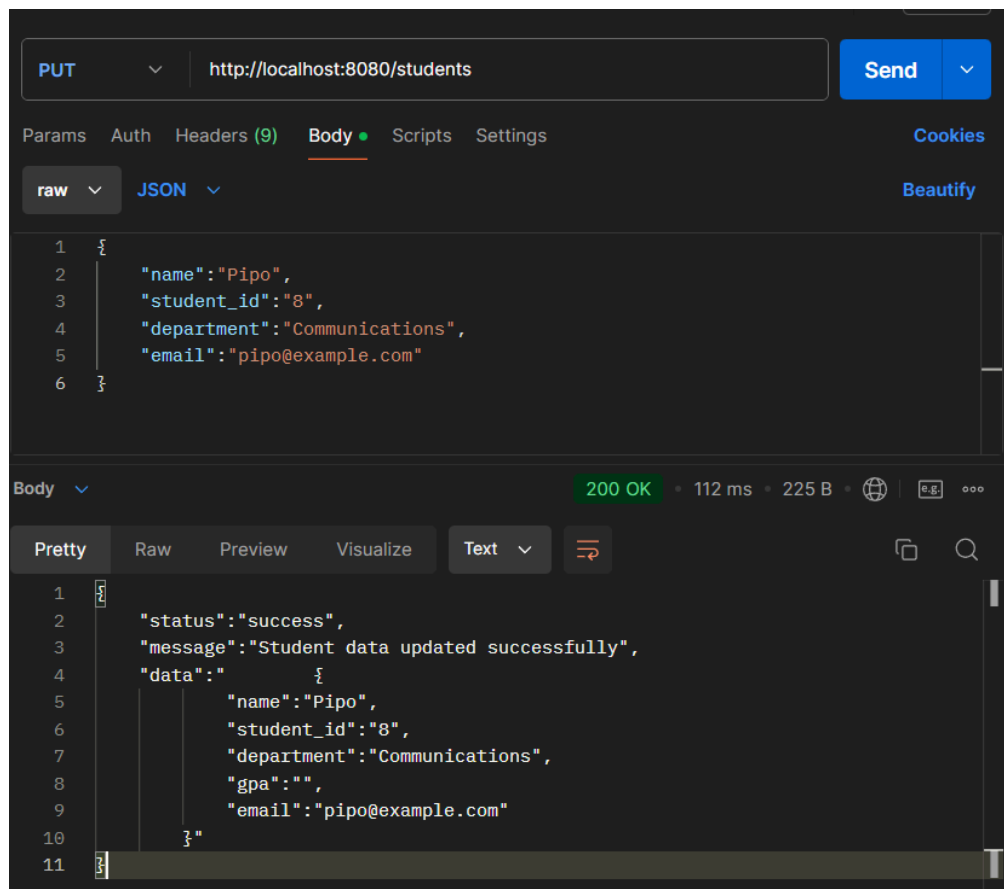 PUT http://localhost:8080/students Send
Params Auth Headers (9) Body Scripts Settings Cookies
raw JSON Beautify
1 {
2 "name":"Pipo",
3 "student_id":"8",
4 "department":"Communications",
5 "email":"pipo@example.com"
6 }
Body 200 OK • 112 ms • 225 B • e.g. ooo
Pretty Raw Preview Visualize Text
1 {
2 "status":"success",
3 "message":"Student data updated successfully",
4 "data":" {
5 "name":"Pipo",
6 "student_id":"8",
7 "department":"Communications",
8 "gpa":"",
9 "email":"pipo@example.com"
10 }"
11 }